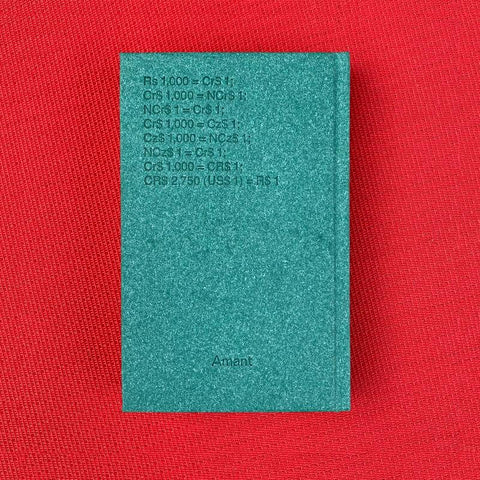 Rs 1,000 = Cr$ 1;
Cr$ 1,000 = NCr$ 1;
NCr$ 1 = Cr$ 1;
Cr$ 1,000 = Cz$ 1;
Cz$ 1,000 = NCz$ 1;
NCz$ 1 = Cr$ 1;
Cr$ 1,000 = CR$ 1;
CR$ 2,750 (US$ 1) = R$ 1
Amant